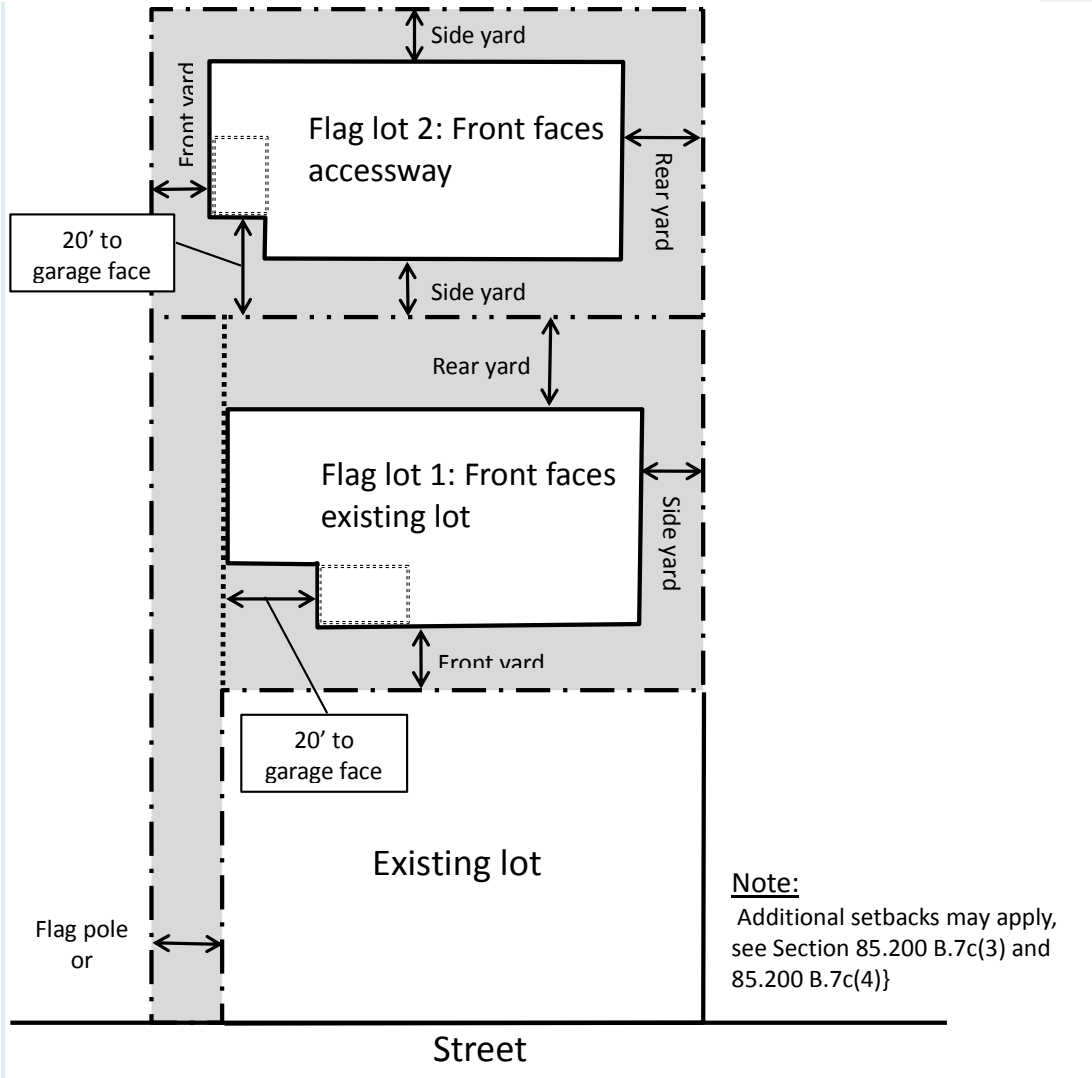 Side yard
Front yard
Flag lot 2: Front faces
accessway
Rear yard
20’ to
garage face
Side yard
Rear yard
Flag lot 1: Front faces
existing lot
Side yard
Front yard
20’ to
garage face
Existing lot
Note:
Additional setbacks may apply,
see Section 85.200 B.7c(3) and
85.200 B.7c(4)}
Flag pole
or
Street